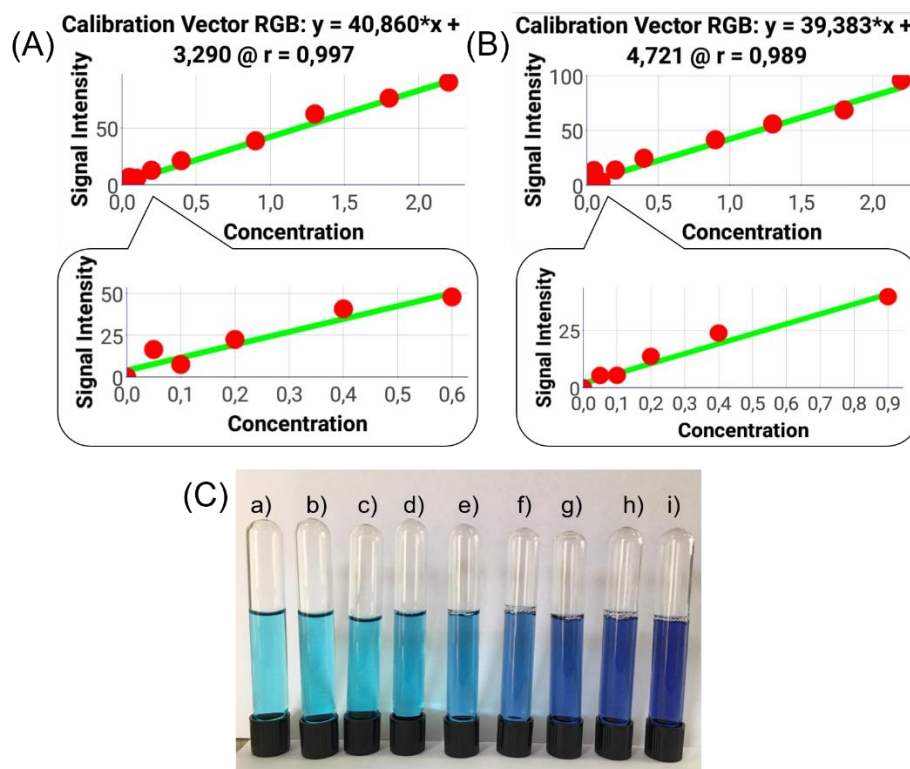 (A)
Calibration Vector RGB: y = 40,860*x +
3,290 @ r = 0,997
Signal Intensity
50
0
0,0 0,5 1,0 1,5 2,0
Concentration
Signal Intensity
50
25
0
0,0 0,1 0,2 0,3 0,4 0,5 0,6
Concentration
(B)
Calibration Vector RGB: y = 39,383*x +
4,721 @ r = 0,989
Signal Intensity
100
50
0
0,0 0,5 1,0 1,5 2,0
Concentration
Signal Intensity
25
0
0,0 0,1 0,2 0,3 0,4 0,5 0,6 0,7 0,8 0,9
Concentration
(C)
a) b) c) d) e) f) g) h) i)